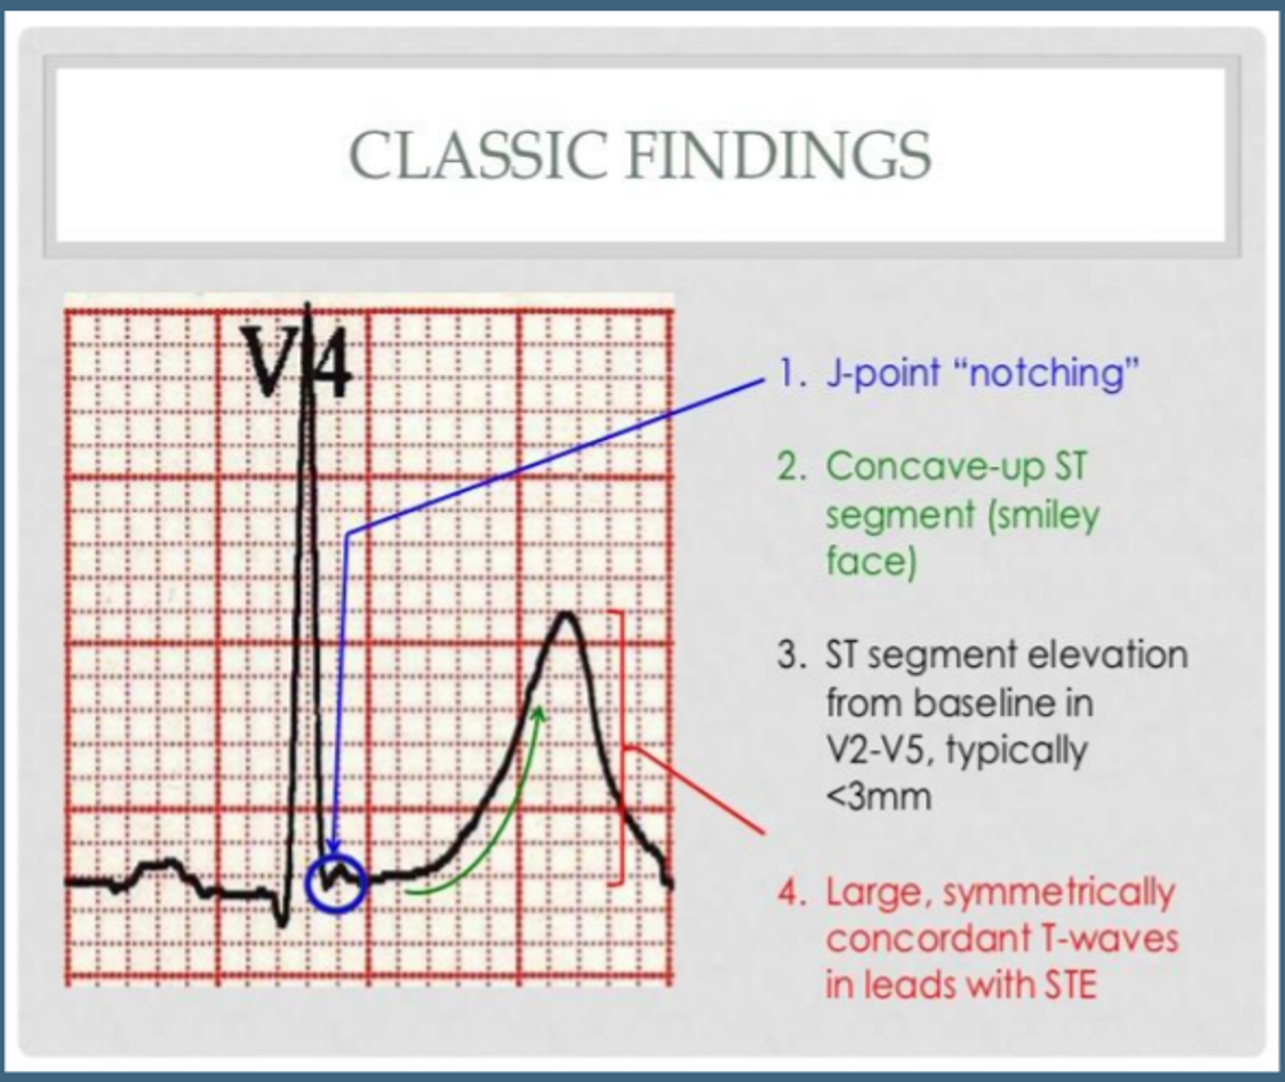 CLASSIC FINDINGS
V4
1. J-point “notching”
2. Concave-up ST
segment (smiley
face)
3. ST segment elevation
from baseline in
V2-V5, typically
<3mm
4. Large, symmetrically
concordant T-waves
in leads with STE